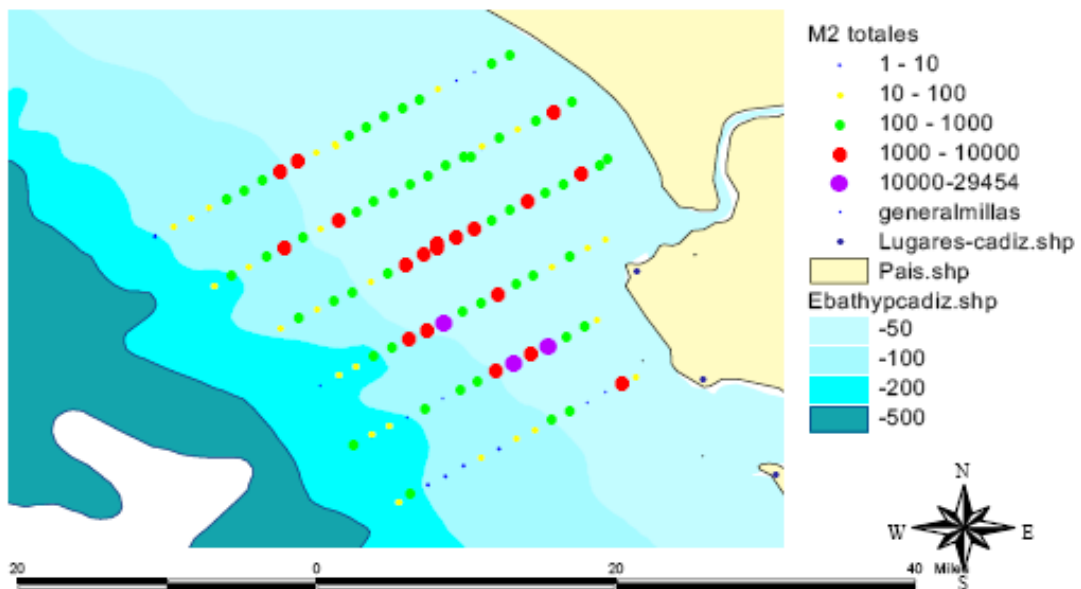 M2 totales
1 - 10
10 - 100
100 - 1000
1000 - 10000
10000-29454
generalmillas
Lugares-cadiz.shp
Pais.shp
Ebathypcadiz.shp
-50
-100
-200
-500
N
W E
S
20 0 20 40 Miles